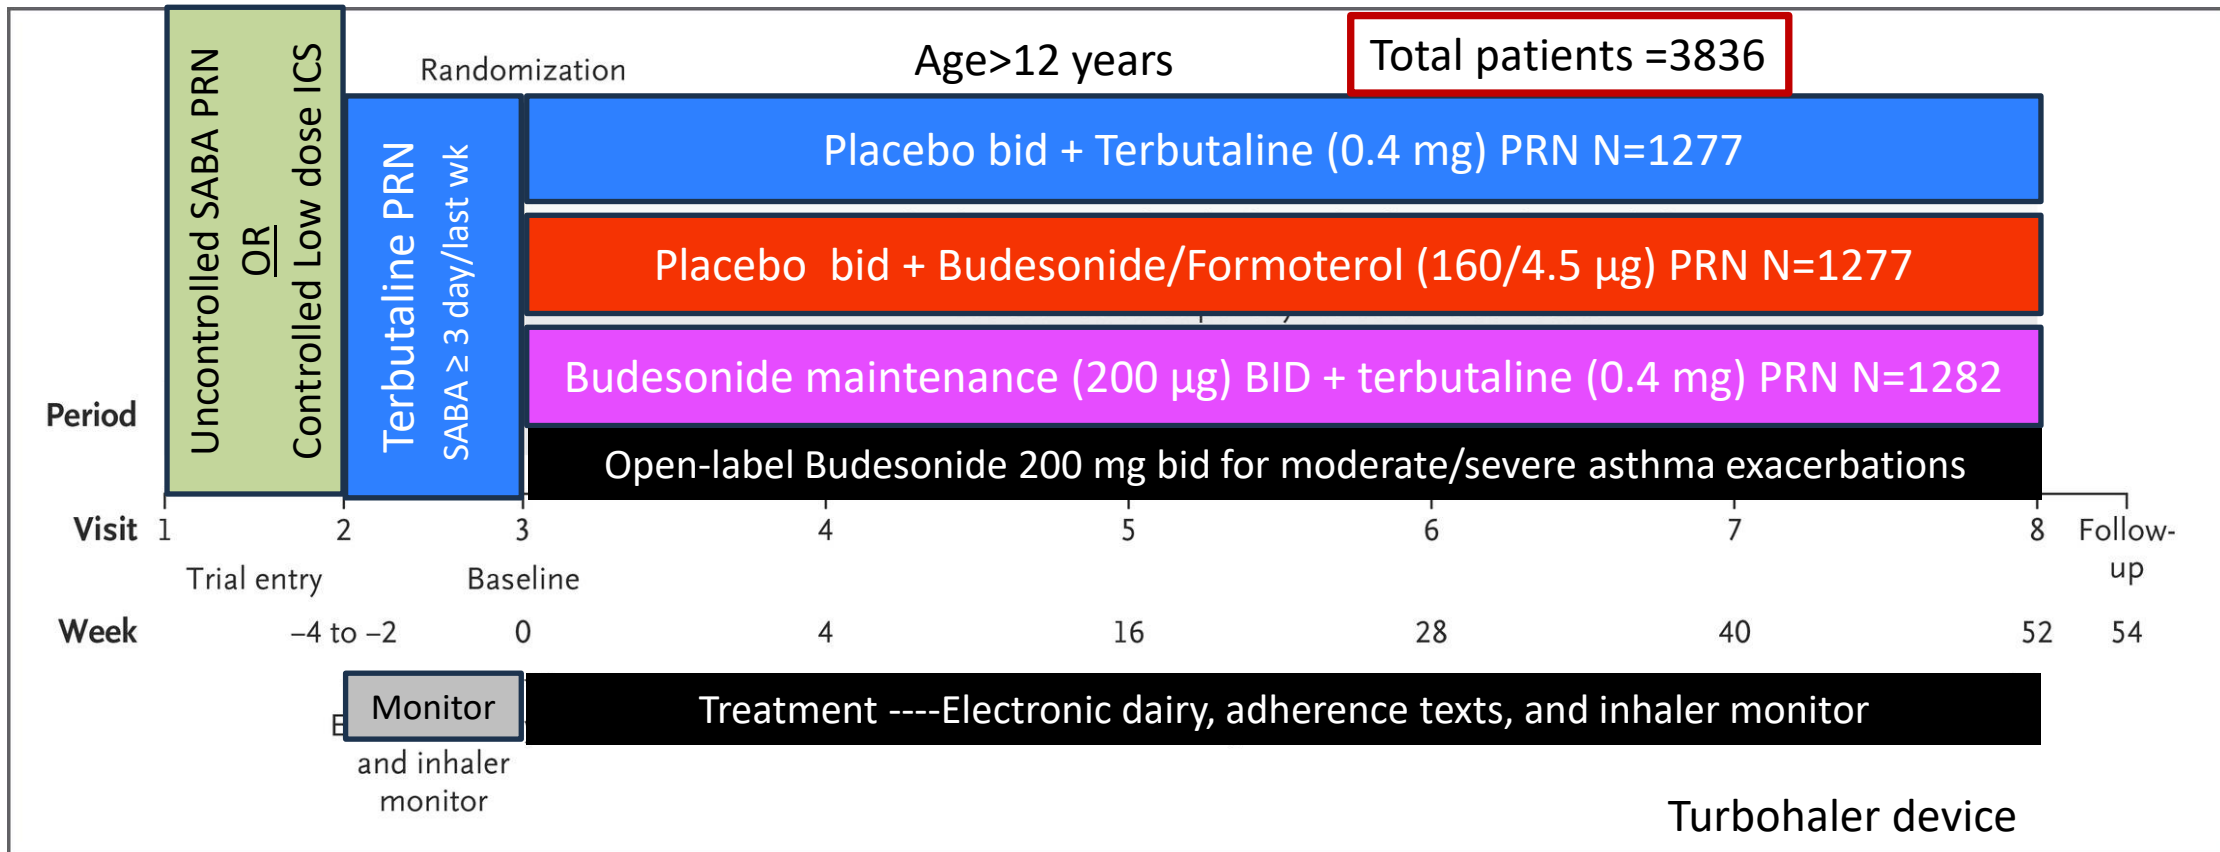 Uncontrolled SABA PRN
OR
Controlled Low dose ICS
Terbutaline PRN
SABA ≥ 3 day/last wk
Randomization
Age>12 years
Total patients =3836
Placebo bid + Terbutaline (0.4 mg) PRN N=1277
Placebo bid + Budesonide/Formoterol (160/4.5 µg) PRN N=1277
Budesonide maintenance (200 µg) BID + terbutaline (0.4 mg) PRN N=1282
Open-label Budesonide 200 mg bid for moderate/severe asthma exacerbations
Period
Visit 1 2 3 4 5 6 7 8 Follow-
up
Trial entry Baseline
Week –4 to –2 0 4 16 28 40 52 54
Monitor
Treatment ----Electronic dairy, adherence texts, and inhaler monitor
and inhaler
monitor
Turbohaler device